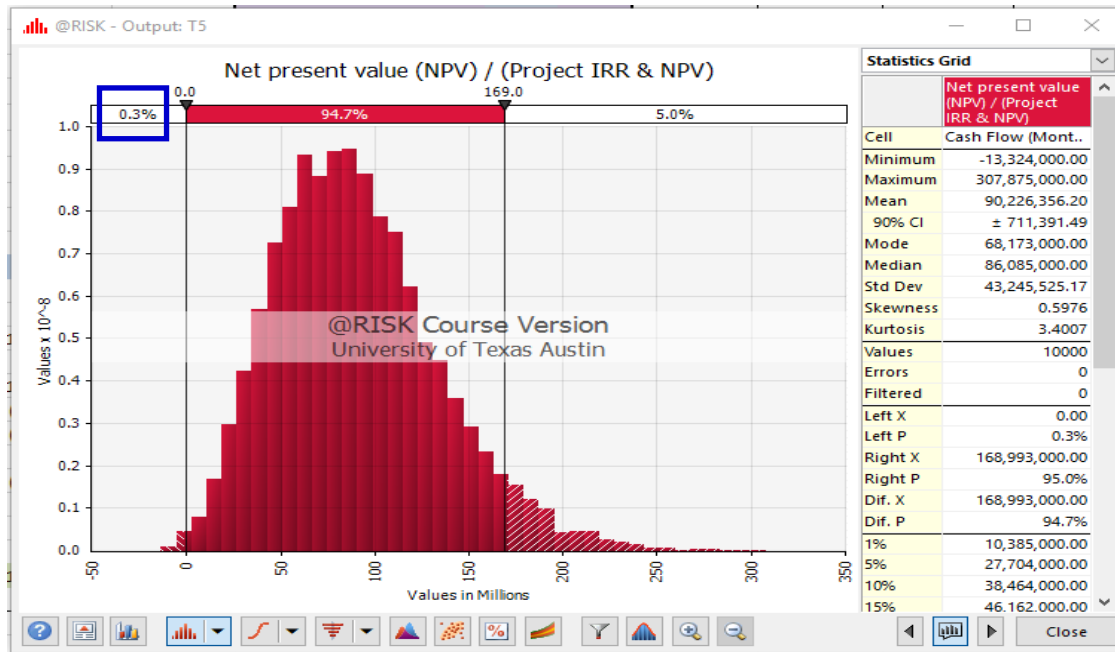 @RISK - Output: T5
Net present value (NPV) / (Project IRR & NPV)
0.0
169.0
0.3%
94.7%
5.0%
1.0
0.9
0.8
0.7
0.6
0.5
0.4
0.3
0.2
0.1
0.0
Values x 10^-8
@RISK Course Version
University of Texas Austin
-50
0
50
100
150
200
250
300
350
Values in Millions
Statistics Grid
Net present value
(NPV) / (Project
IRR & NPV)
Cell Cash Flow (Mont..
Minimum -13,324,000.00
Maximum 307,875,000.00
Mean 90,226,356.20
90% CI ± 711,391.49
Mode 68,173,000.00
Median 86,085,000.00
Std Dev 43,245,525.17
Skewness 0.5976
Kurtosis 3.4007
Values 10000
Errors 0
Filtered 0
Left X 0.00
Left P 0.3%
Right X 168,993,000.00
Right P 95.0%
Dif. X 168,993,000.00
Dif. P 94.7%
1% 10,385,000.00
5% 27,704,000.00
10% 38,464,000.00
15% 46,162,000.00
Close